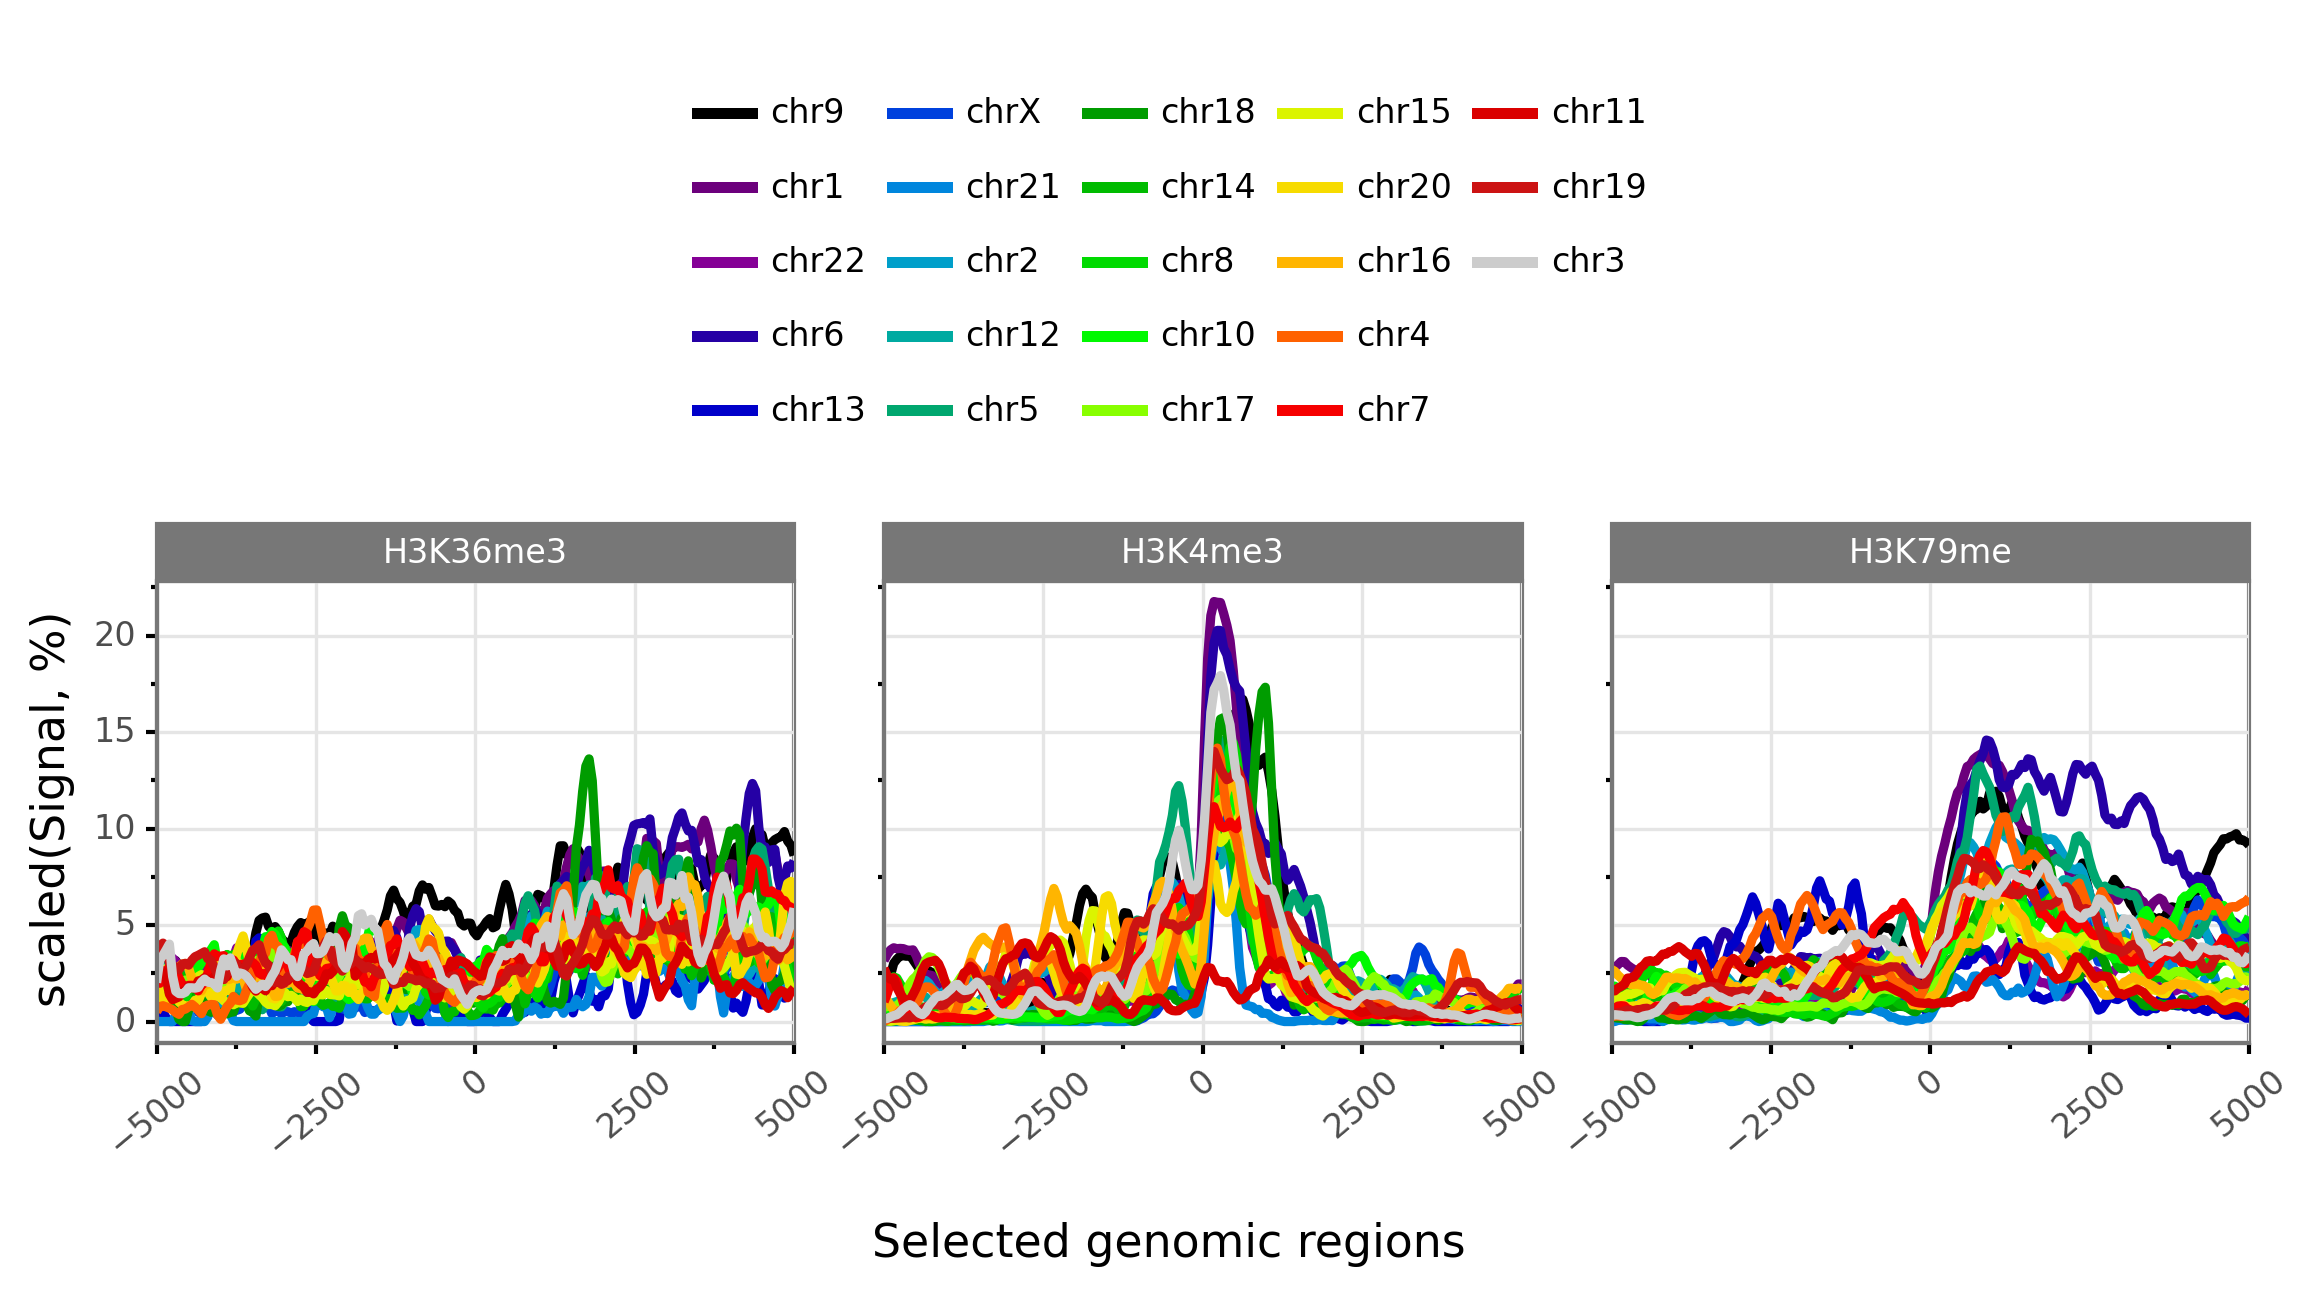 chr9 chrX chr18 chr15 chr11
chr1 chr21 chr14 chr20 chr19
chr22 chr2 chr8 chr16 chr3
chr6 chr12 chr10 chr4
chr13 chr5 chr17 chr7
H3K36me3 H3K4me3 H3K79me
scaled(Signal, %)
20
15
10
5
0
−5000 −2500 0 2500 5000 −5000 −2500 0 2500 5000 −5000 −2500 0 2500 5000
Selected genomic regions